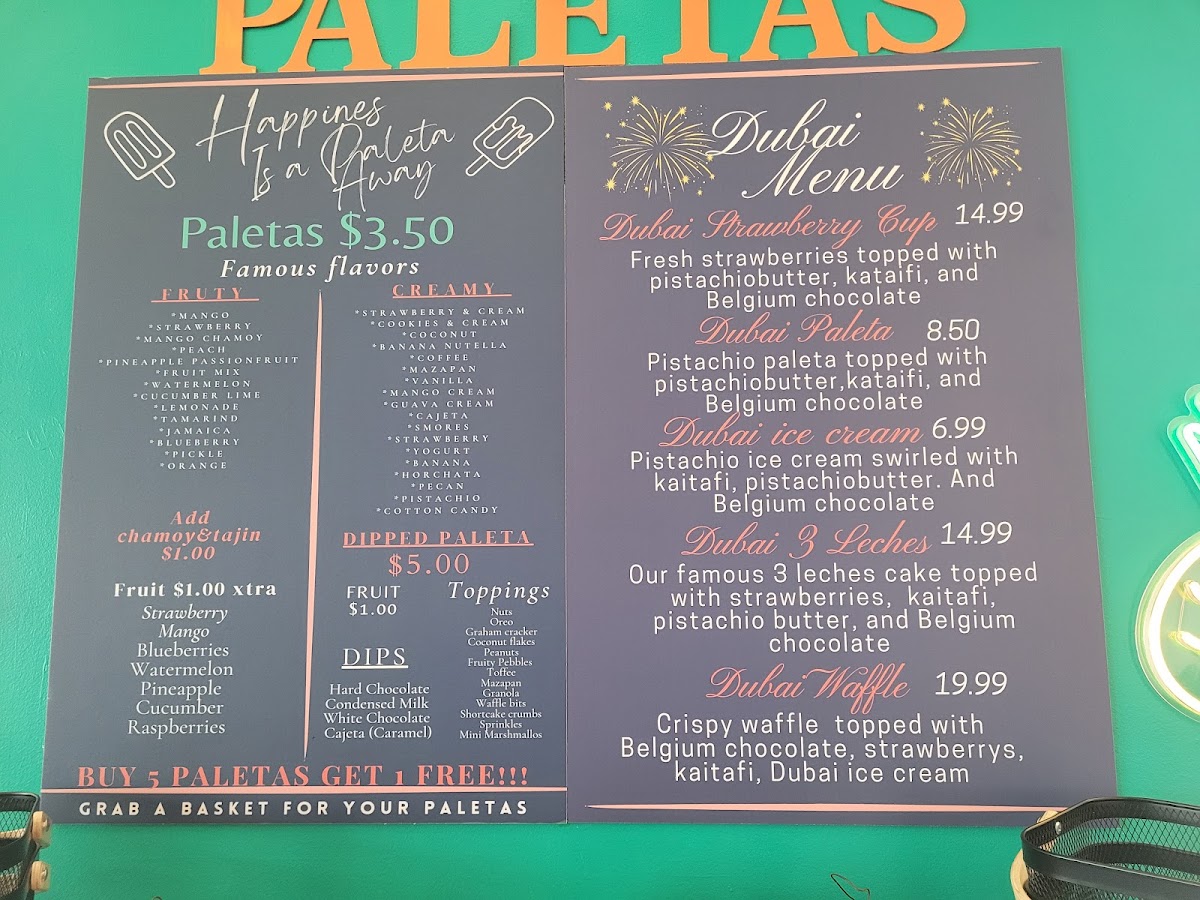 PALETAS
Happines
Is a Paleta
Away
Paletas $3.50
Famous flavors
FRUTY
*MANGO
*STRAWBERRY
*MANGO CHAMOY
*PEACH
*PINEAPPLE PASSIONFRUIT
*FRUIT MIX
*WATERMELON
*CUCUMBER LIME
*LEMONADE
*TAMARIND
*JAMAICA
*BLUEBERRY
*PICKLE
*ORANGE
Add
chamoy&tajin
$1.00
Fruit $1.00 xtra
Strawberry
Mango
Blueberries
Watermelon
Pineapple
Cucumber
Raspberries
CREAMY
*STRAWBERRY & CREAM
*COOKIES & CREAM
*COCONUT
*BANANA NUTELLA
*COFFEE
*MAZAPAN
*VANILLA
*MANGO CREAM
*GUAVA CREAM
*CAJETA
*SMORES
*STRAWBERRY
*YOGURT
*BANANA
*HORCHATA
*PECAN
*PISTACHIO
*COTTON CANDY
DIPPED PALETA
$5.00
FRUIT
$1.00
DIPS
Hard Chocolate
Condensed Milk
White Chocolate
Cajeta (Caramel)
Toppings
Nuts
Oreo
Graham cracker
Coconut flakes
Peanuts
Fruity Pebbles
Toffee
Mazapan
Granola
Waffle bits
Shortcake crumbs
Sprinkles
Mini Marshmallos
BUY 5 PALETAS GET 1 FREE!!!
GRAB A BASKET FOR YOUR PALETAS
Dubai
Menu
Dubai Strawberry Cup 14.99
Fresh strawberries topped with
pistachiobutter, kataifi, and
Belgium chocolate
Dubai Paleta 8.50
Pistachio paleta topped with
pistachiobutter,kataifi, and
Belgium chocolate
Dubai ice cream 6.99
Pistachio ice cream swirled with
kaitafi, pistachiobutter. And
Belgium chocolate
Dubai 3 Leches 14.99
Our famous 3 leches cake topped
with strawberries, kaitafi,
pistachio butter, and Belgium
chocolate
Dubai Waffle 19.99
Crispy waffle topped with
Belgium chocolate, strawberrys,
kaitafi, Dubai ice cream